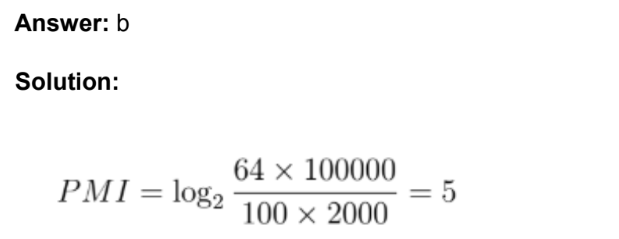 Answer: b
Solution:
PMI = log₂ (64 × 100000) / (100 × 2000) = 5